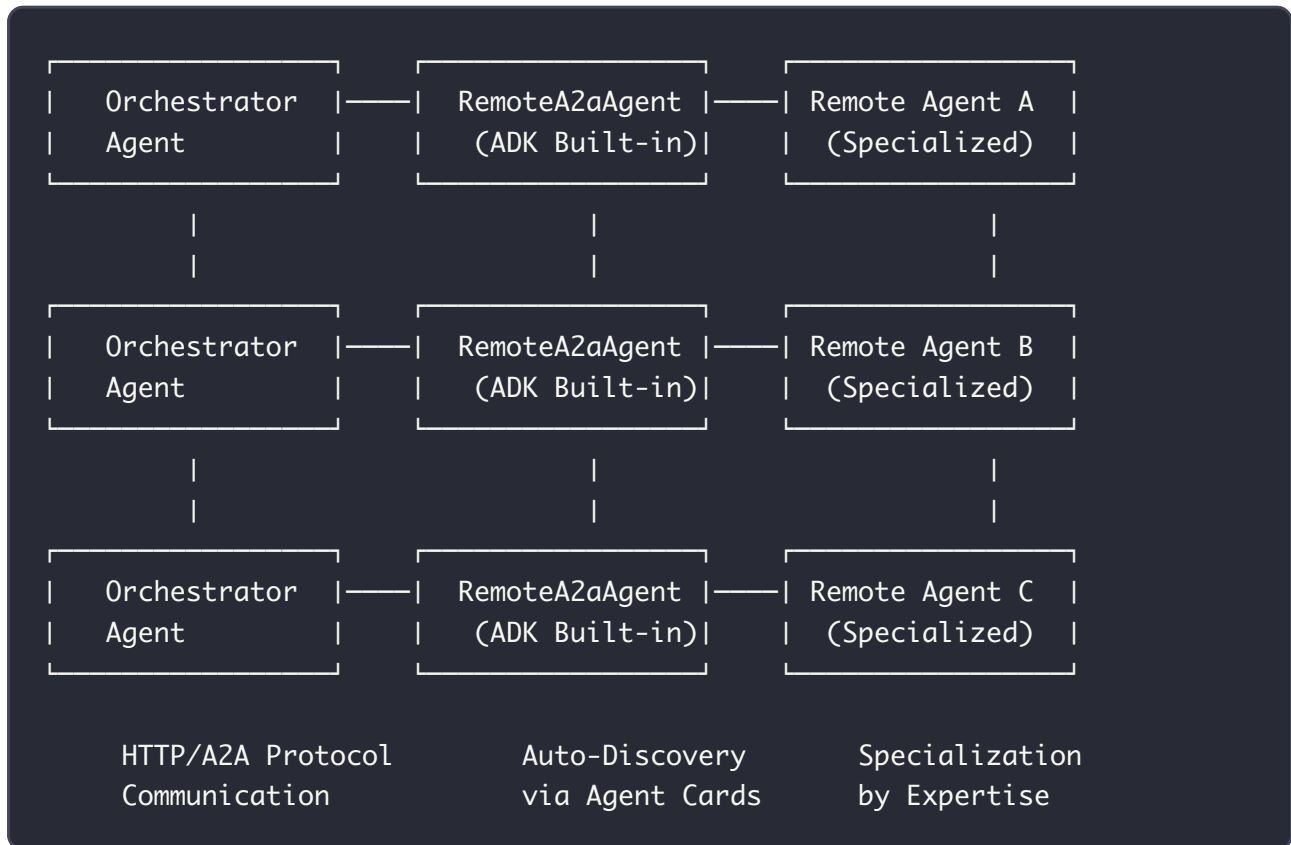 Orchestrator RemoteA2aAgent Remote Agent A
Agent (ADK Built-in) (Specialized)
Orchestrator RemoteA2aAgent Remote Agent B
Agent (ADK Built-in) (Specialized)
Orchestrator RemoteA2aAgent Remote Agent C
Agent (ADK Built-in) (Specialized)
HTTP/A2A Protocol Auto-Discovery Specialization
Communication via Agent Cards by Expertise